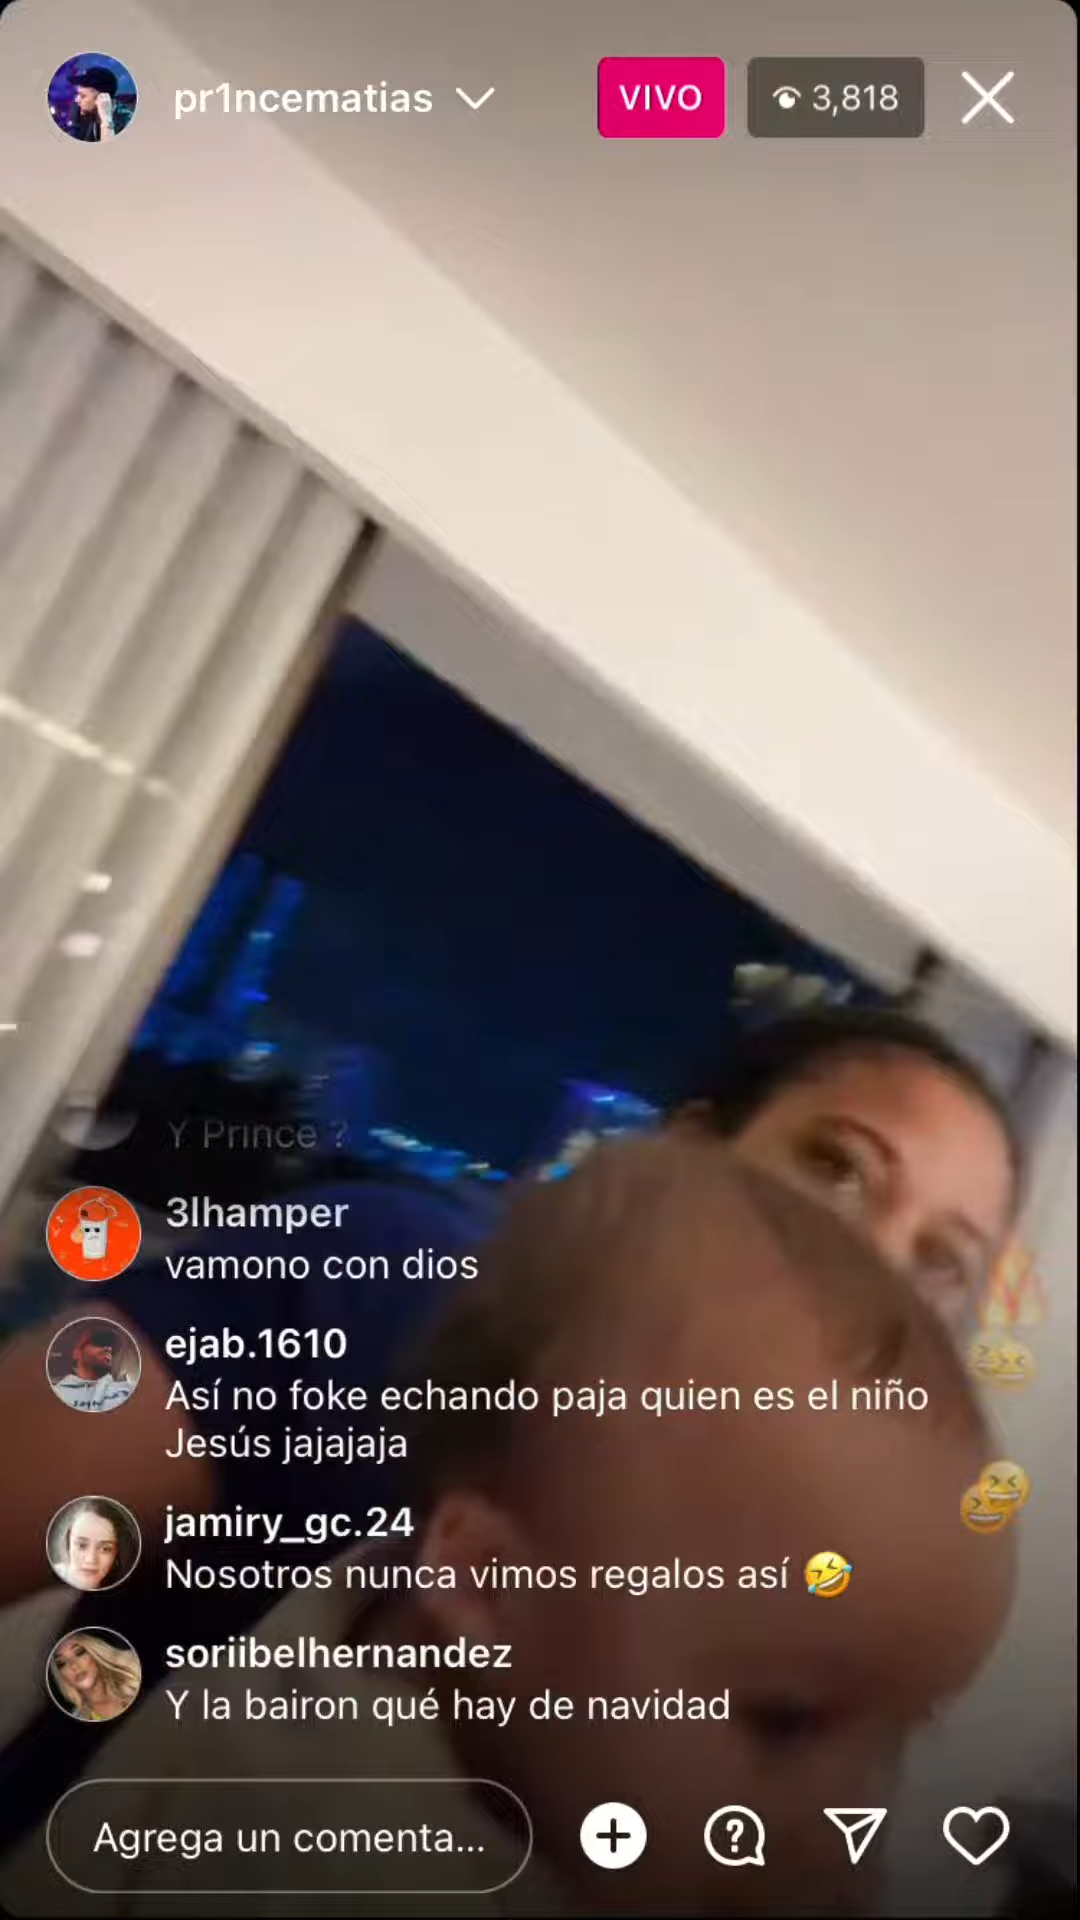 pr1ncematias
VIVO
3,818
Y Prince ?
3lhamper
vamono con dios
ejab.1610
Así no foke echando paja quien es el niño
Jesús jajajaja
jamiry_gc.24
Nosotros nunca vimos regalos así 🤣
soriibelhernandez
Y la bairon qué hay de navidad
Agrega un comenta...